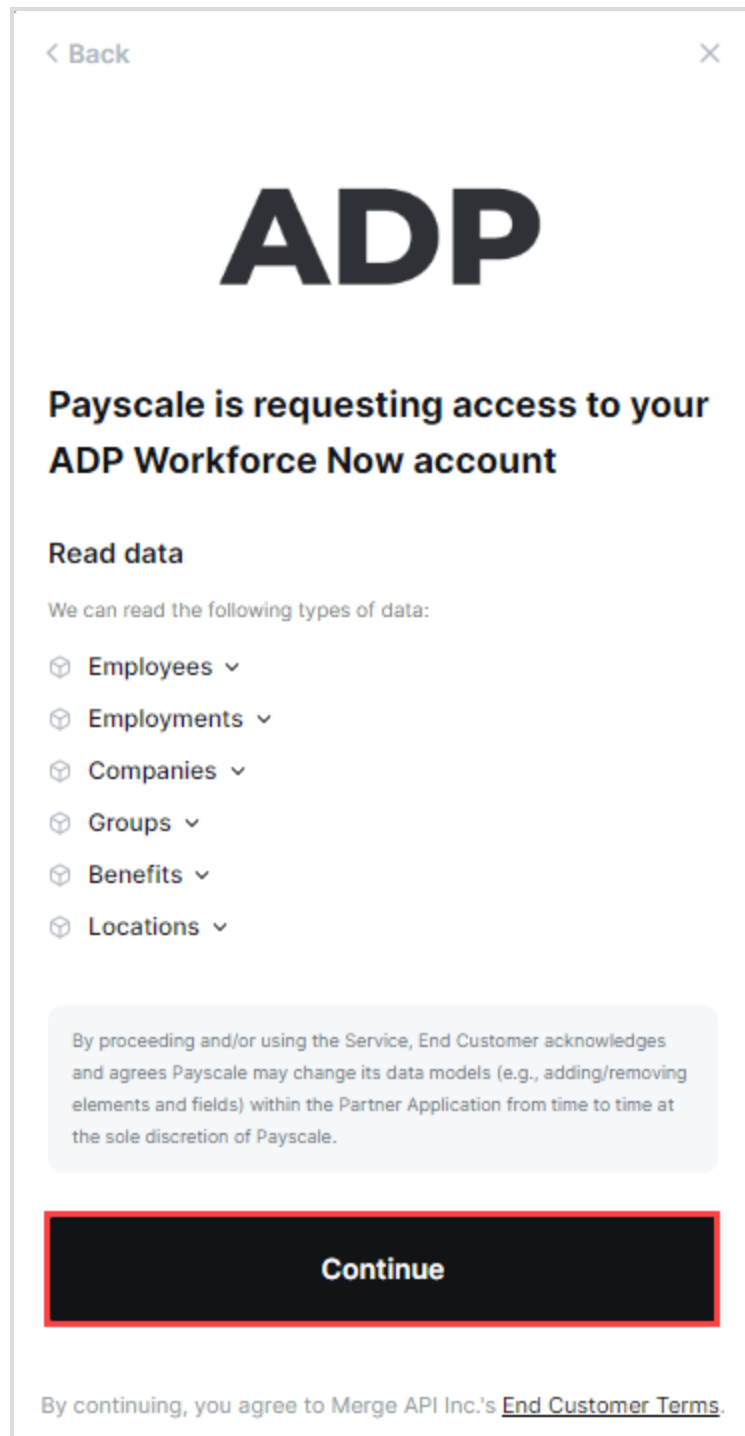 Back
ADP
Payscale is requesting access to your
ADP Workforce Now account
Read data
We can read the following types of data:
Employees
Employments
Companies
Groups
Benefits
Locations
By proceeding and/or using the Service, End Customer acknowledges
and agrees Payscale may change its data models (e.g., adding/removing
elements and fields) within the Partner Application from time to time at
the sole discretion of Payscale.
Continue
By continuing, you agree to Merge API Inc.'s End Customer Terms.